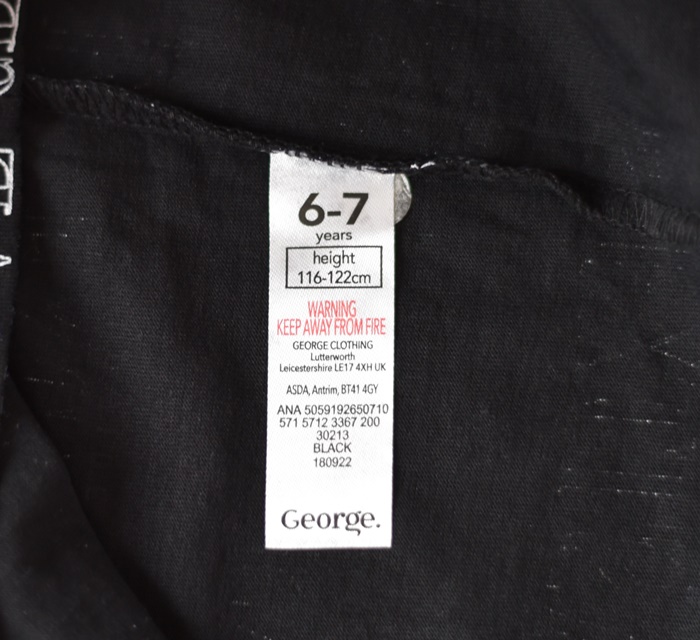 6-7
years
height
116-122cm
WARNING
KEEP AWAY FROM FIRE
GEORGE CLOTHING
Lutterworth
Leicestershire LE17 4XH UK
ASDA, Antrim, BT41 4GY
ANA 5059192650710
571 5712 3367 200
30213
BLACK
180922
George.